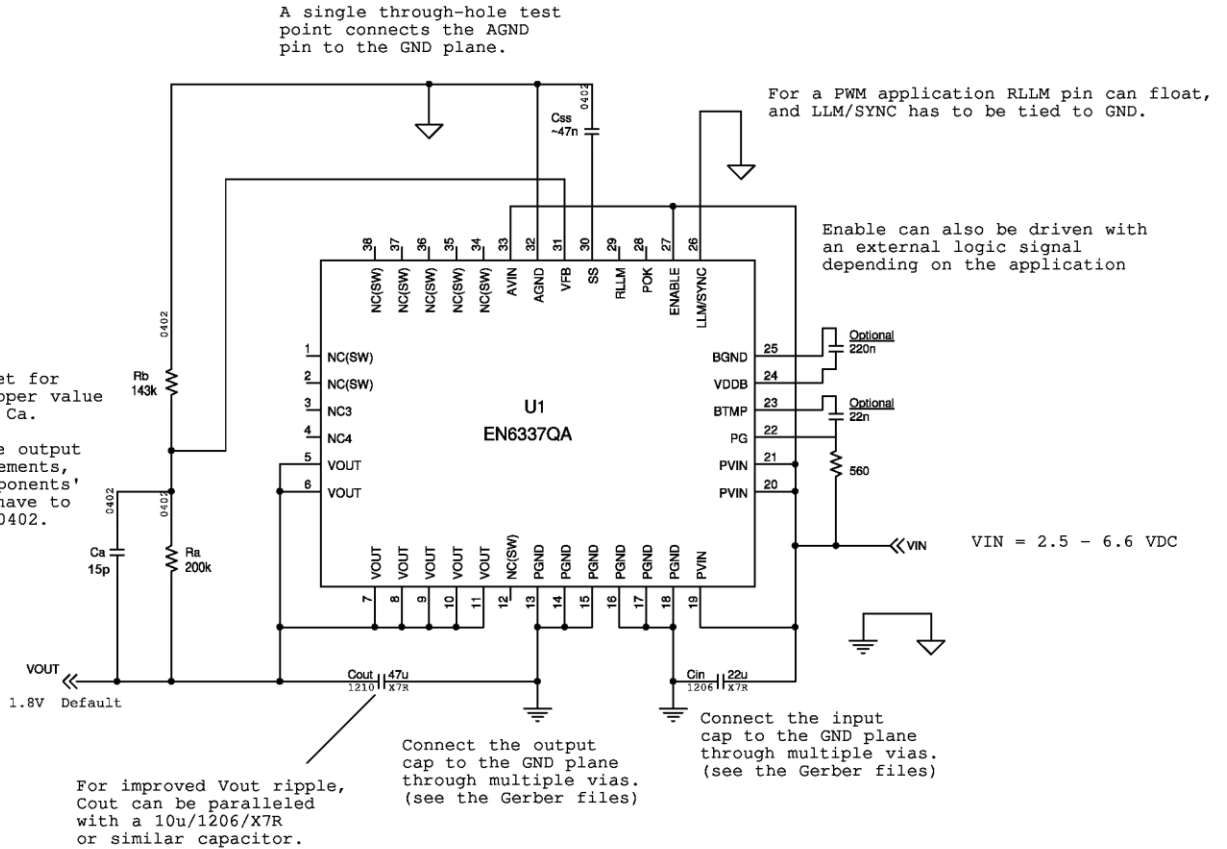 A single through-hole test
point connects the AGND
pin to the GND plane.
For a PWM application RLLM pin can float,
and LLM/SYNC has to be tied to GND.
0402
Css
~47n
Enable can also be driven with
an external logic signal
depending on the application
38
37
36
35
34
33
32
31
30
29
28
27
26
NC(SW)
NC(SW)
NC(SW)
NC(SW)
NC(SW)
AVIN
AGND
VFB
SS
RLLM
POK
ENABLE
LLM/SYNC
0402
Rb
143k
et for
oper value
Ca.
e output
ements,
ponents'
have to
0402.
1 NC(SW)
2 NC(SW)
3 NC3
4 NC4
5 VOUT
6 VOUT
U1
EN6337QA
BGND 25
VDDB 24
BTMP 23
PG 22
PVIN 21
PVIN 20
Optional
220n
Optional
22n
560
0402
0402
Ca
15p
Ra
200k
VOUT
VOUT
VOUT
VOUT
VOUT
NC(SW)
PGND
PGND
PGND
PGND
PGND
PGND
PVIN
7
8
9
10
11
12
13
14
15
16
17
18
19
VIN
VIN = 2.5 - 6.6 VDC
VOUT
1.8V Default
Cout 47u
1210 X7R
Cin 22u
1206 X7R
Connect the output
cap to the GND plane
through multiple vias.
(see the Gerber files)
Connect the input
cap to the GND plane
through multiple vias.
(see the Gerber files)
For improved Vout ripple,
Cout can be paralleled
with a 10u/1206/X7R
or similar capacitor.